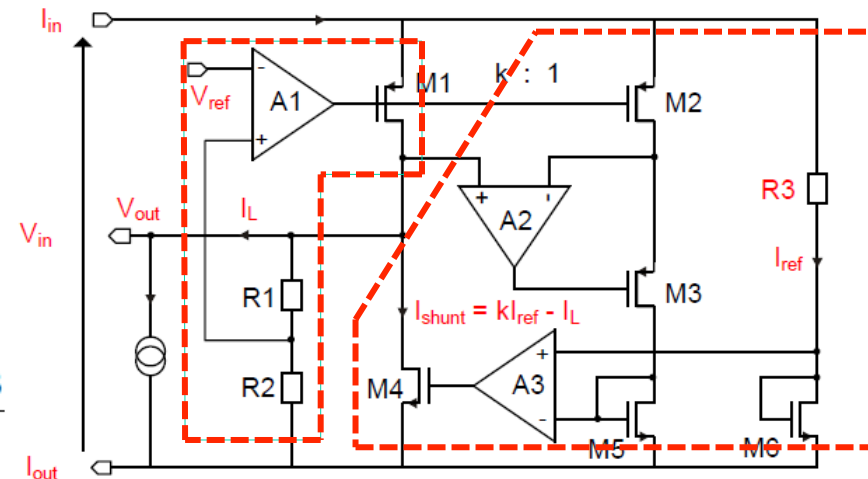 Iin
M1
k : 1
Vref
-
A1
+
M2
+
-
A2
R3
Vout
IL
Vin
Iref
R1
M3
Ishunt = kIref - IL
R2
M4
+
A3
-
M5
M6
Iout